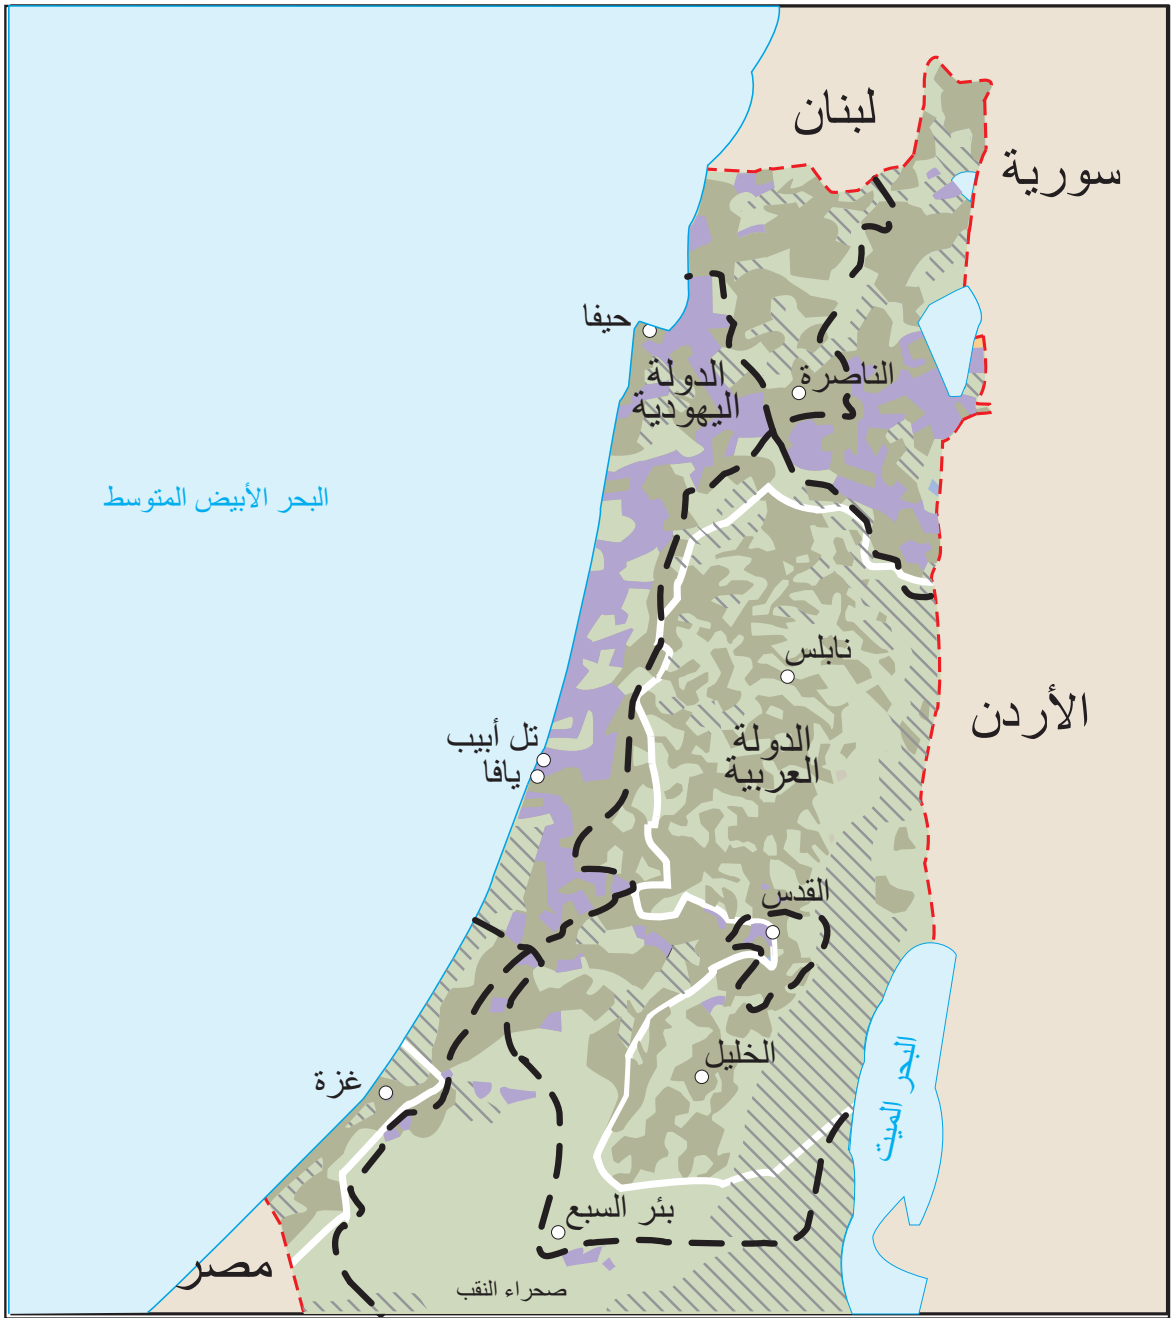 لبنان
سورية
حيفا
الناصرة
الدولة
اليهودية
البحر الأبيض المتوسط
نابلس
الأردن
تل أبيب
يافا
الدولة
العربية
القدس
الخليل
البحر الميت
غزة
بئر السبع
مصر
صحراء النقب